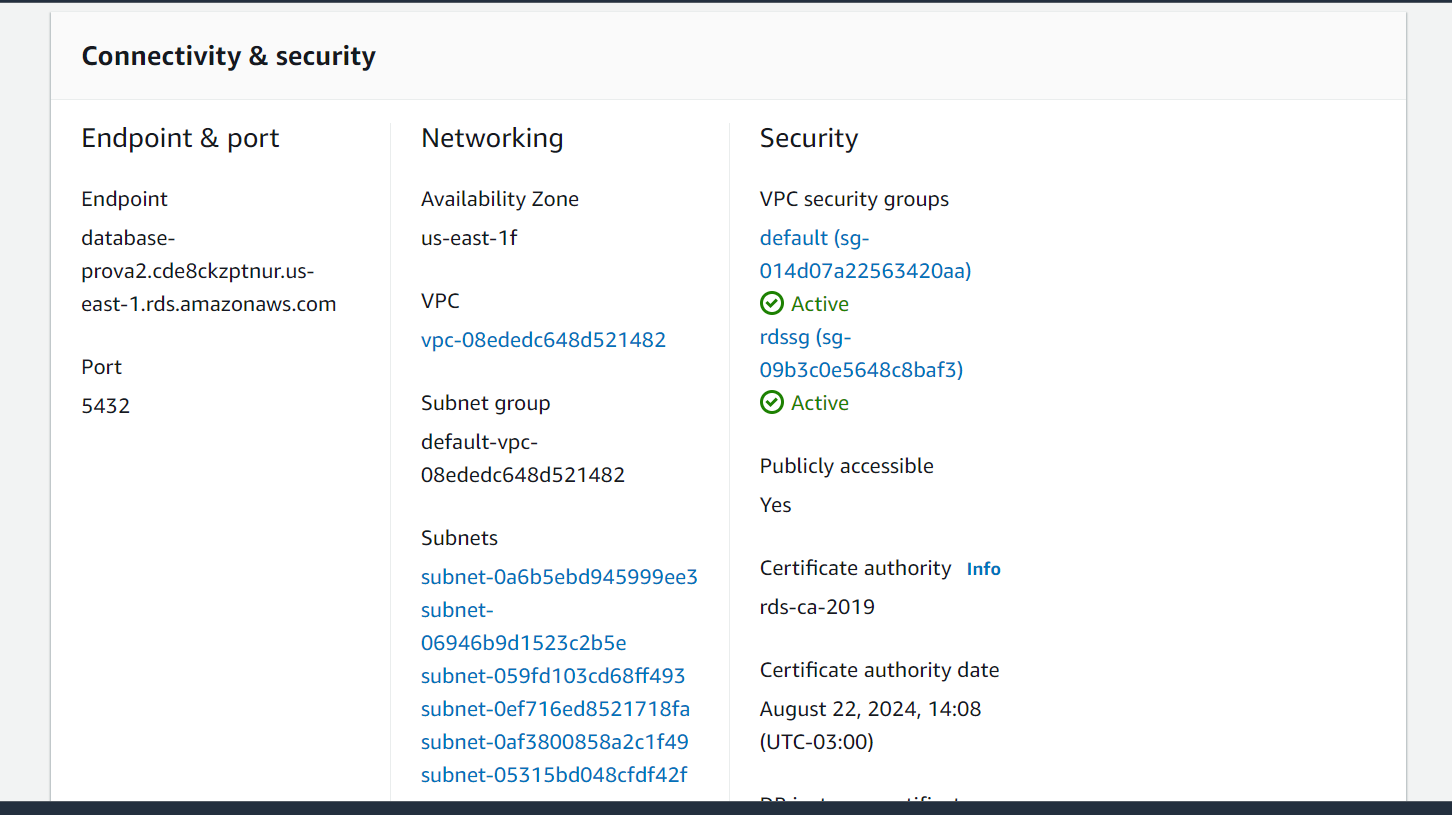 Connectivity & security
Endpoint & port
Endpoint
database-
prova2.cde8ckzptnur.us-
east-1.rds.amazonaws.com
Port
5432
Networking
Availability Zone
us-east-1f
VPC
vpc-08ededc648d521482
Subnet group
default-vpc-
08ededc648d521482
Subnets
subnet-0a6b5ebd945999ee3
subnet-
06946b9d1523c2b5e
subnet-059fd103cd68ff493
subnet-0ef716ed8521718fa
subnet-0af3800858a2c1f49
subnet-05315bd048cfdf42f
Security
VPC security groups
default (sg-
014d07a22563420aa)
Active
rdssg (sg-
09b3c0e5648c8baf3)
Active
Publicly accessible
Yes
Certificate authority Info
rds-ca-2019
Certificate authority date
August 22, 2024, 14:08
(UTC-03:00)